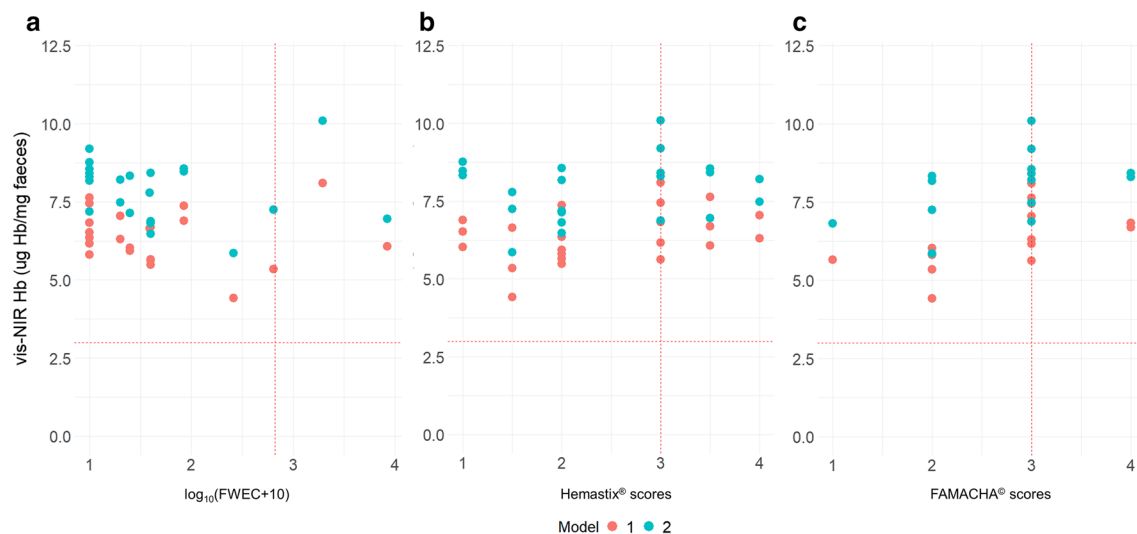 a b c
vis-NIR Hb (ug Hb/mg faeces)
12.5 12.5 12.5
10.0 10.0 10.0
7.5 7.5 7.5
5.0 5.0 5.0
2.5 2.5 2.5
0.0 0.0 0.0
1 2 3 4 1 2 3 4 1 2 3 4
log₁₀(FWEC+10) Hemastix® scores FAMACHA© scores
Model 1 2